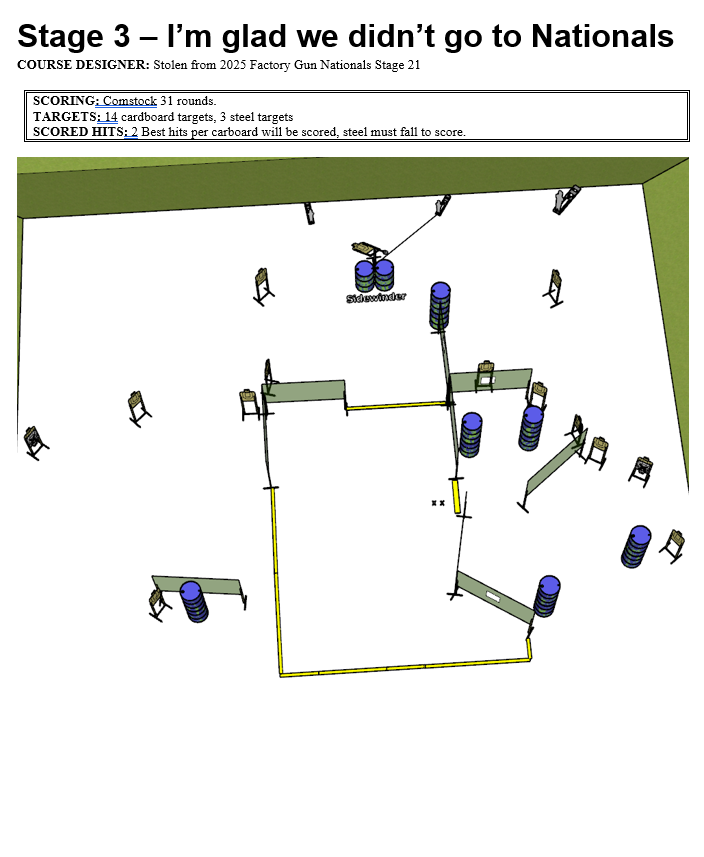 Stage 3 – I'm glad we didn't go to Nationals
COURSE DESIGNER: Stolen from 2025 Factory Gun Nationals Stage 21
SCORING: Comstock 31 rounds.
TARGETS: 14 cardboard targets, 3 steel targets
SCORED HITS: 2 Best hits per carboard will be scored, steel must fall to score.
Sidewinder
x x